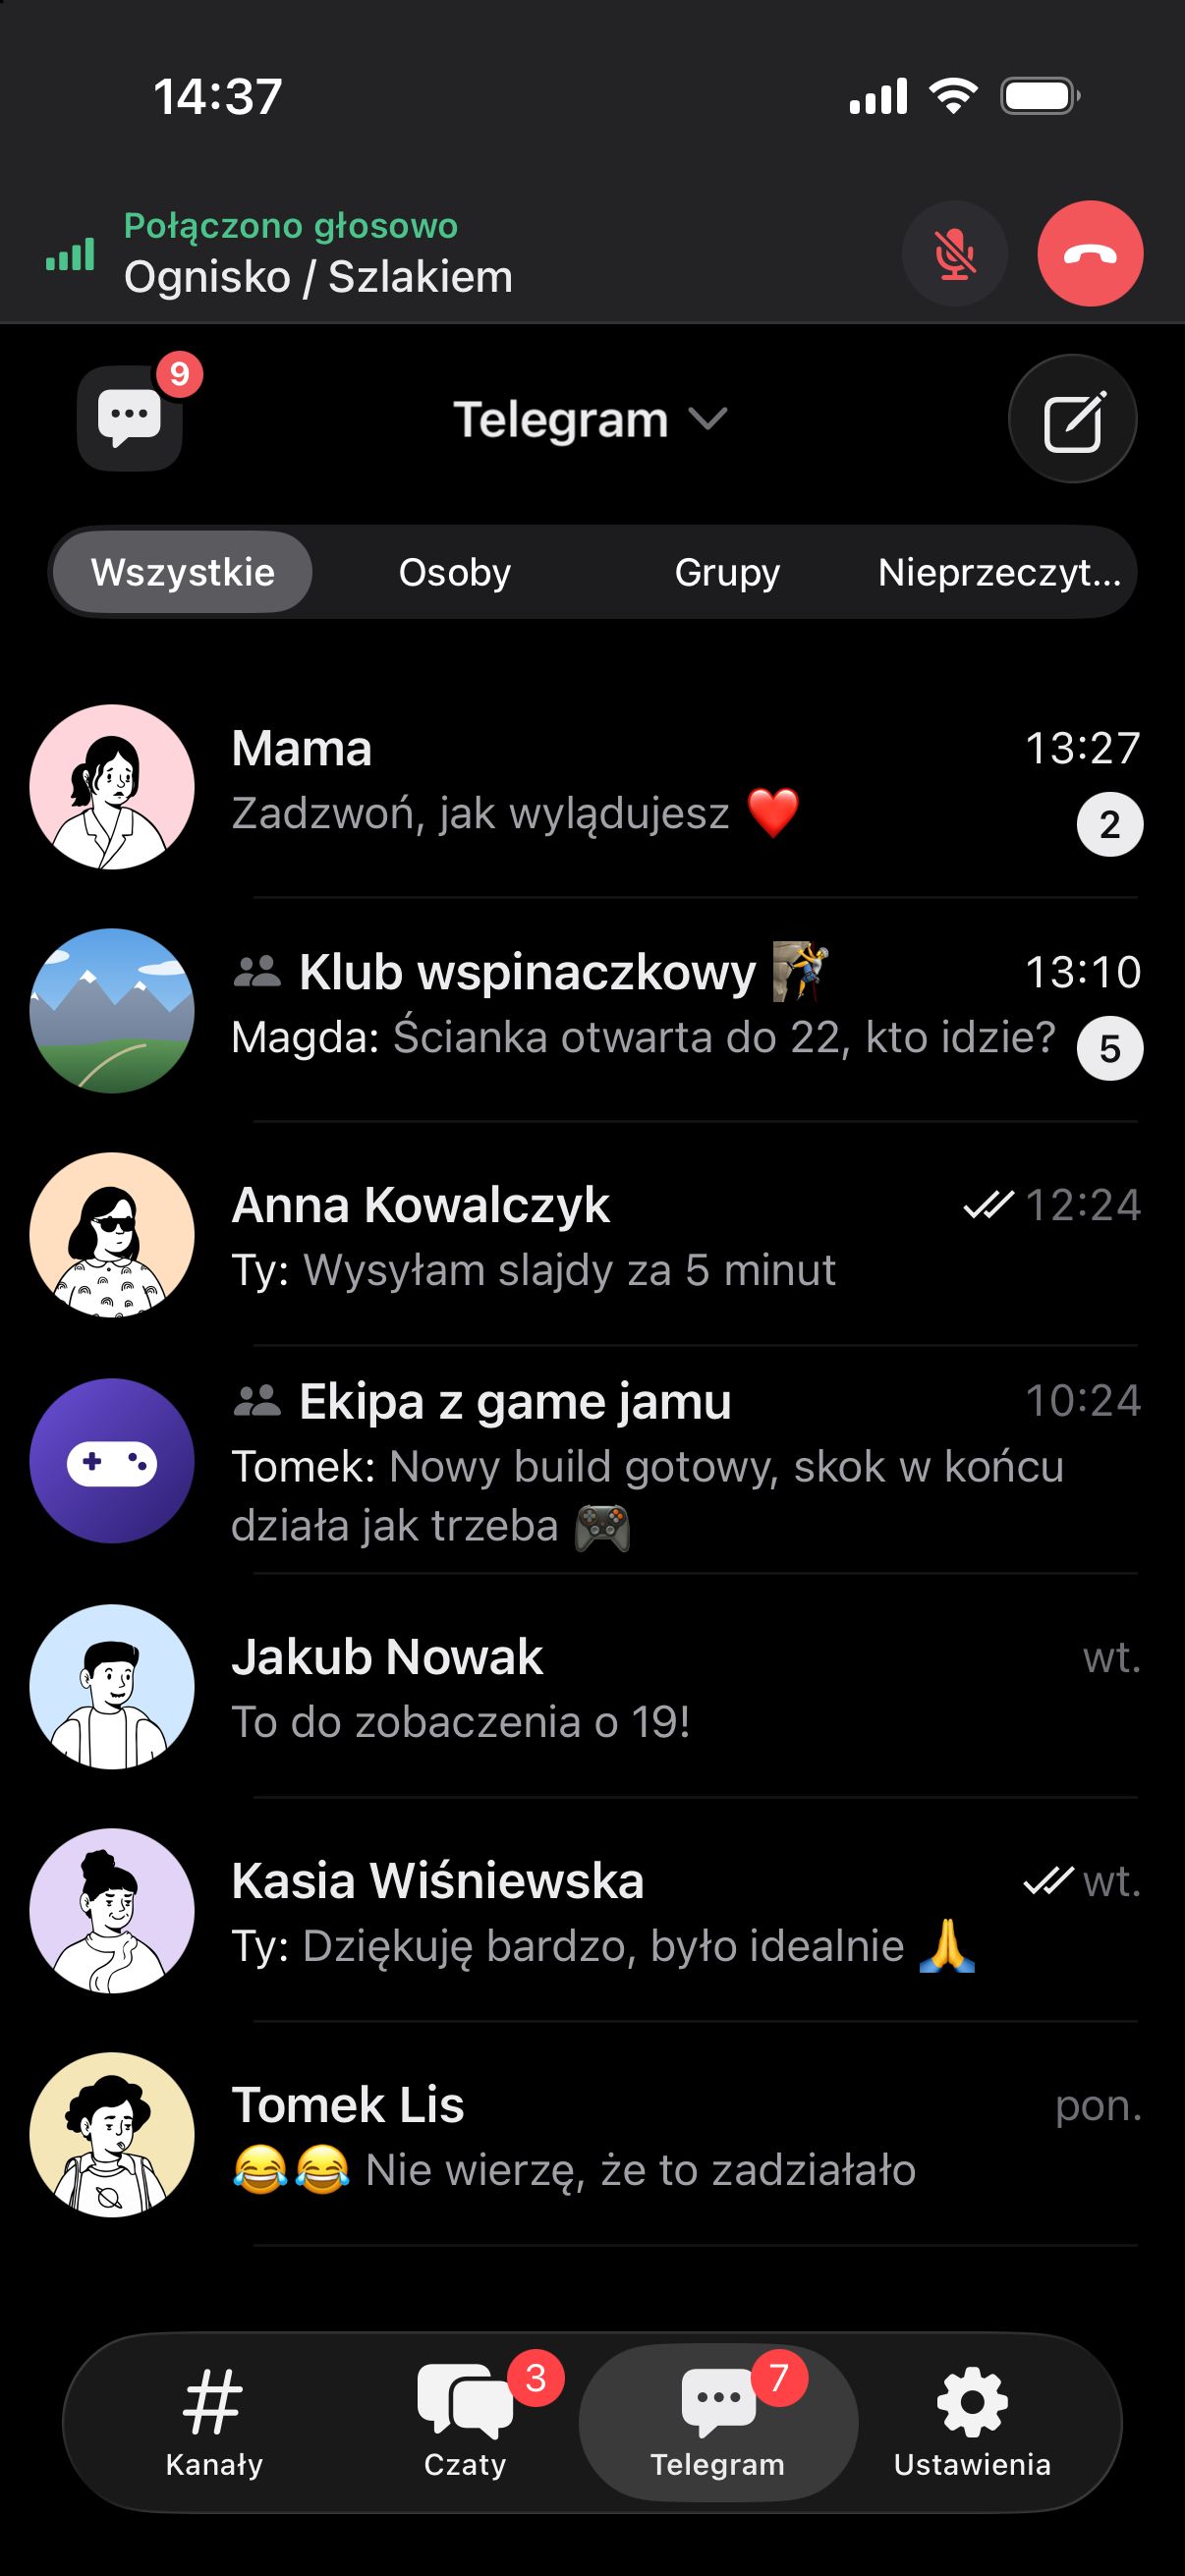 14:37
Połączono głosowo
Ognisko / Szlakiem
9
Telegram
Wszystkie Osoby Grupy Nieprzeczyt...
Mama 13:27
Zadzwoń, jak wylądujesz ❤️ 2
Klub wspinaczkowy 🧗 13:10
Magda: Ścianka otwarta do 22, kto idzie? 5
Anna Kowalczyk 12:24
Ty: Wysyłam slajdy za 5 minut
Ekipa z game jamu 10:24
Tomek: Nowy build gotowy, skok w końcu
działa jak trzeba 🎮
Jakub Nowak wt.
To do zobaczenia o 19!
Kasia Wiśniewska wt.
Ty: Dziękuję bardzo, było idealnie 🙏
Tomek Lis pon.
😂😂 Nie wierzę, że to zadziałało
3 7
Kanały Czaty Telegram Ustawienia